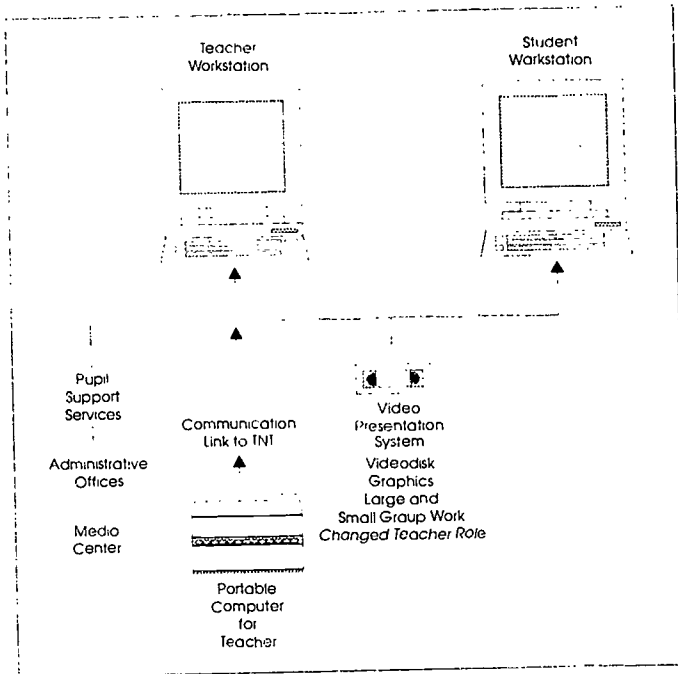 Teacher
Workstation
Student
Workstation
Pupil
Support
Services
Administrative
Offices
Media
Center
Communication
Link to TNT
Portable
Computer
for
Teacher
Video
Presentation
System
Videodisk
Graphics
Large and
Small Group Work
Changed Teacher Role